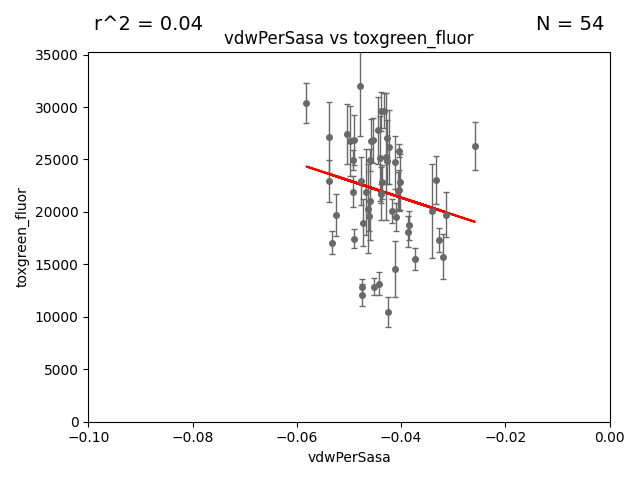 r^2 = 0.04
N = 54
vdwPerSasa vs toxgreen_fluor
35000
30000
25000
20000
15000
10000
5000
0
toxgreen_fluor
−0.10
−0.08
−0.06
−0.04
−0.02
0.00
vdwPerSasa